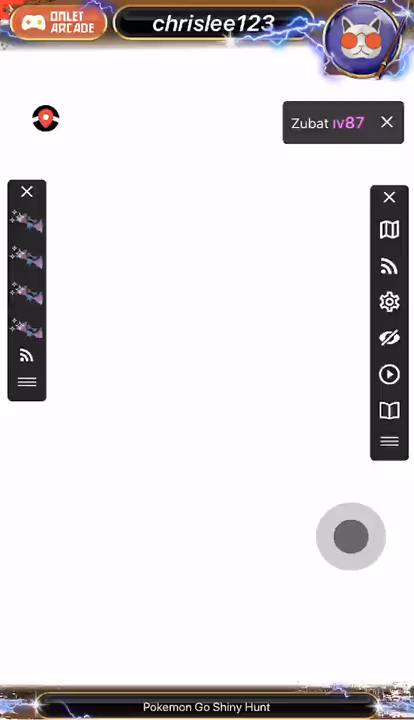 OMLET
ARCADE
chrislee123
Zubat IV87
Pokemon Go Shiny Hunt